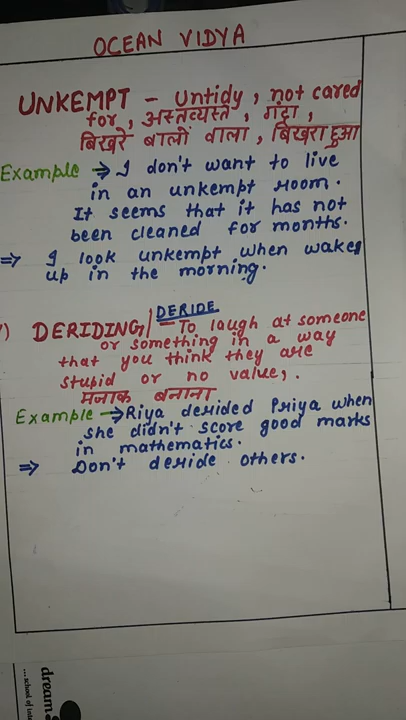 OCEAN VIDYA
UNKEMPT - Untidy, not cared
for, अस्तव्यस्त, गंदा,
बिखरे बालों वाला, बिखरा हुआ
Example → I don't want to live
in an unkempt room.
It seems that it has not
been cleaned for months.
⇒ I look unkempt when wakes
up in the morning.
DERIDE
) DERIDING/ - To laugh at someone
or something in a way
that you think they are
stupid or no value,.
मजाक बनाना
Example → Riya derided Priya when
she didn't score good marks
in mathematics.
⇒ Don't deride others.
dream
...school of